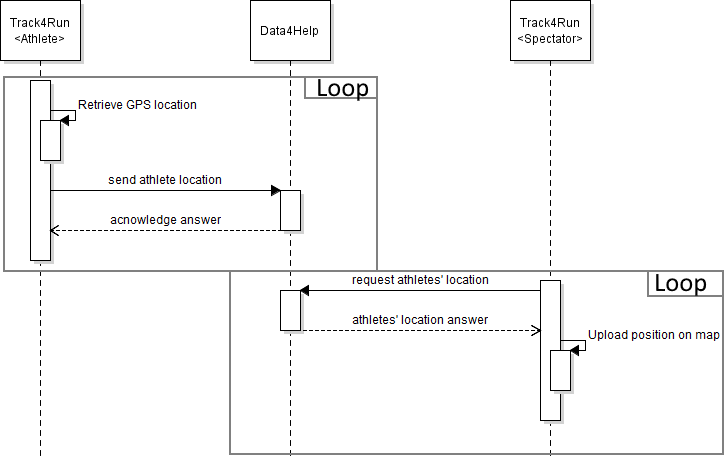 Track4Run
<Athlete>
Data4Help
Track4Run
<Spectator>
Loop
Retrieve GPS location
send athlete location
acnowledge answer
Loop
request athletes' location
athletes' location answer
Upload position on map